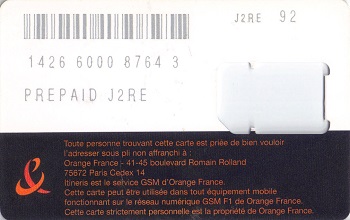 J2RE 92
1426 6000 8764 3
PREPAID J2RE
Toute personne trouvant cette carte est priée de bien vouloir
l'adresser sous pli non affranchi à :
Orange France - 41-45 boulevard Romain Rolland
75672 Paris Cedex 14
Itineris est le service GSM d'Orange France.
Cette carte peut être utilisée dans tout équipement mobile
fonctionnant sur le réseau numérique GSM F1 de Orange France.
Cette carte strictement personnelle est la propriété de Orange France.
&